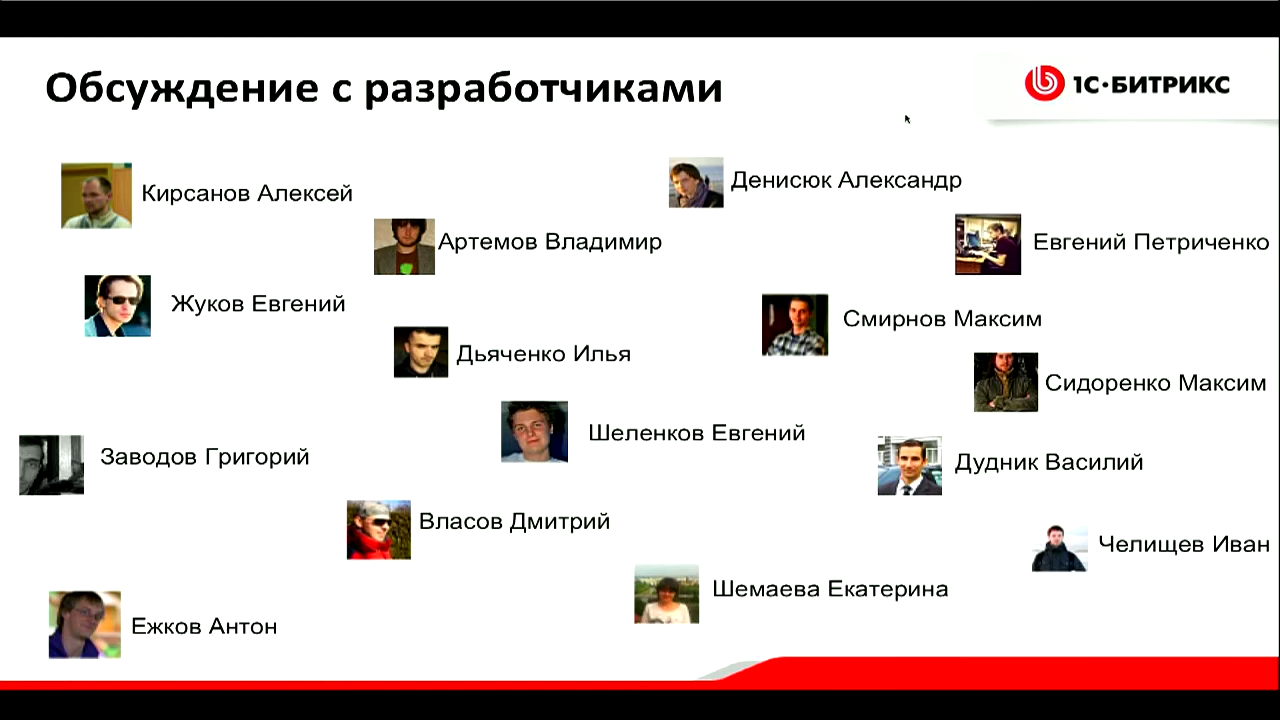 Обсуждение с разработчиками
1С·БИТРИКС
Кирсанов Алексей
Денисюк Александр
Артемов Владимир
Евгений Петриченко
Жуков Евгений
Смирнов Максим
Дьяченко Илья
Сидоренко Максим
Шеленков Евгений
Заводов Григорий
Дудник Василий
Власов Дмитрий
Челищев Иван
Шемаева Екатерина
Ежков Антон